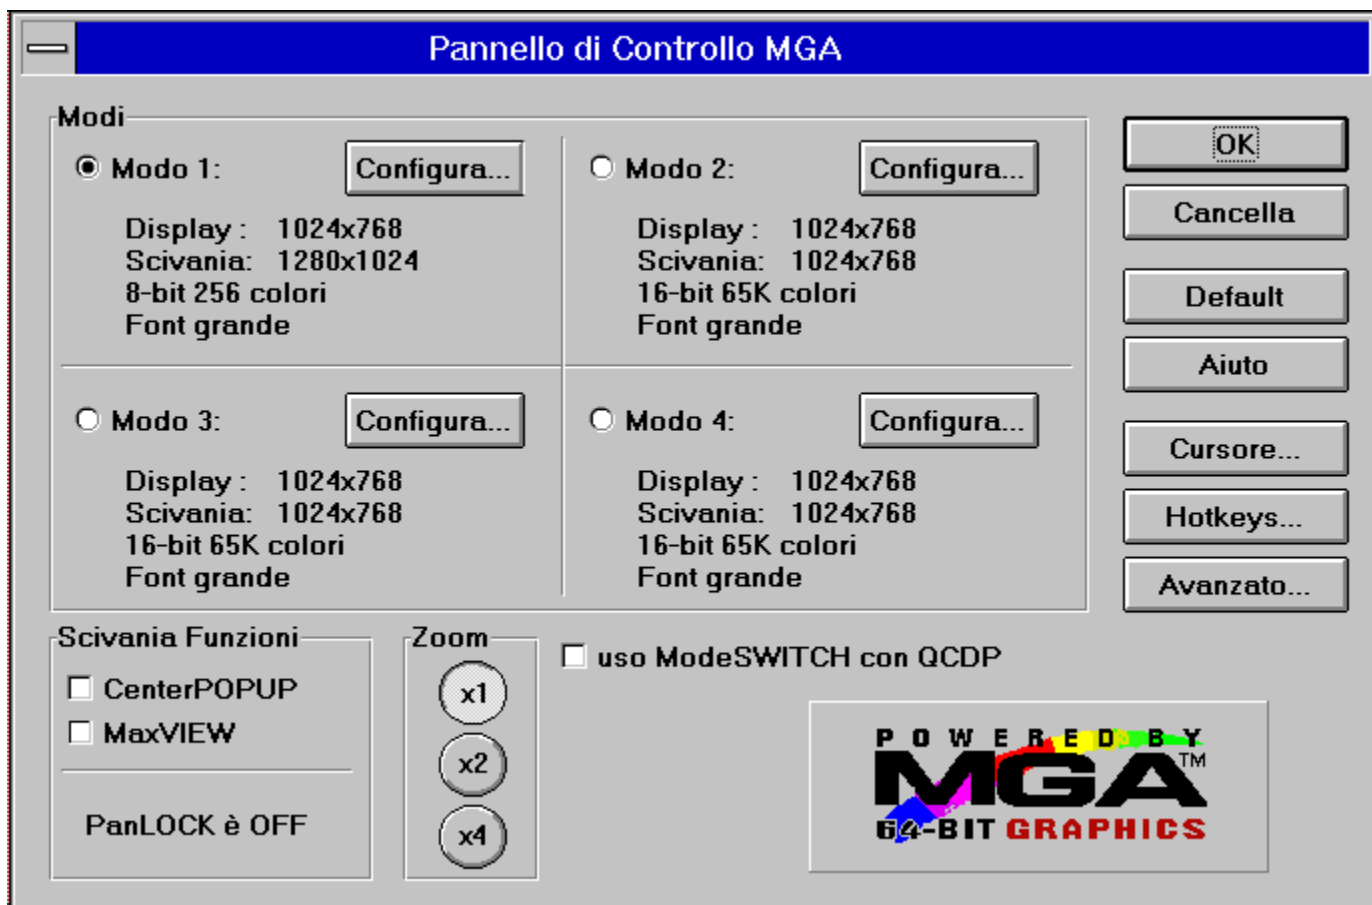 Pannello di Controllo MGA
Modi
Modo 1:
Configura...
Display : 1024x768
Scivania: 1280x1024
8-bit 256 colori
Font grande
Modo 2:
Configura...
Display : 1024x768
Scivania: 1024x768
16-bit 65K colori
Font grande
Modo 3:
Configura...
Display : 1024x768
Scivania: 1024x768
16-bit 65K colori
Font grande
Modo 4:
Configura...
Display : 1024x768
Scivania: 1024x768
16-bit 65K colori
Font grande
OK
Cancella
Default
Aiuto
Cursore...
Hotkeys...
Avanzato...
Scivania Funzioni
CenterPOPUP
MaxVIEW
PanLOCK è OFF
Zoom
x1
x2
x4
uso ModeSWITCH con QCDP
POWERED BY
MGA™
64-BIT GRAPHICS